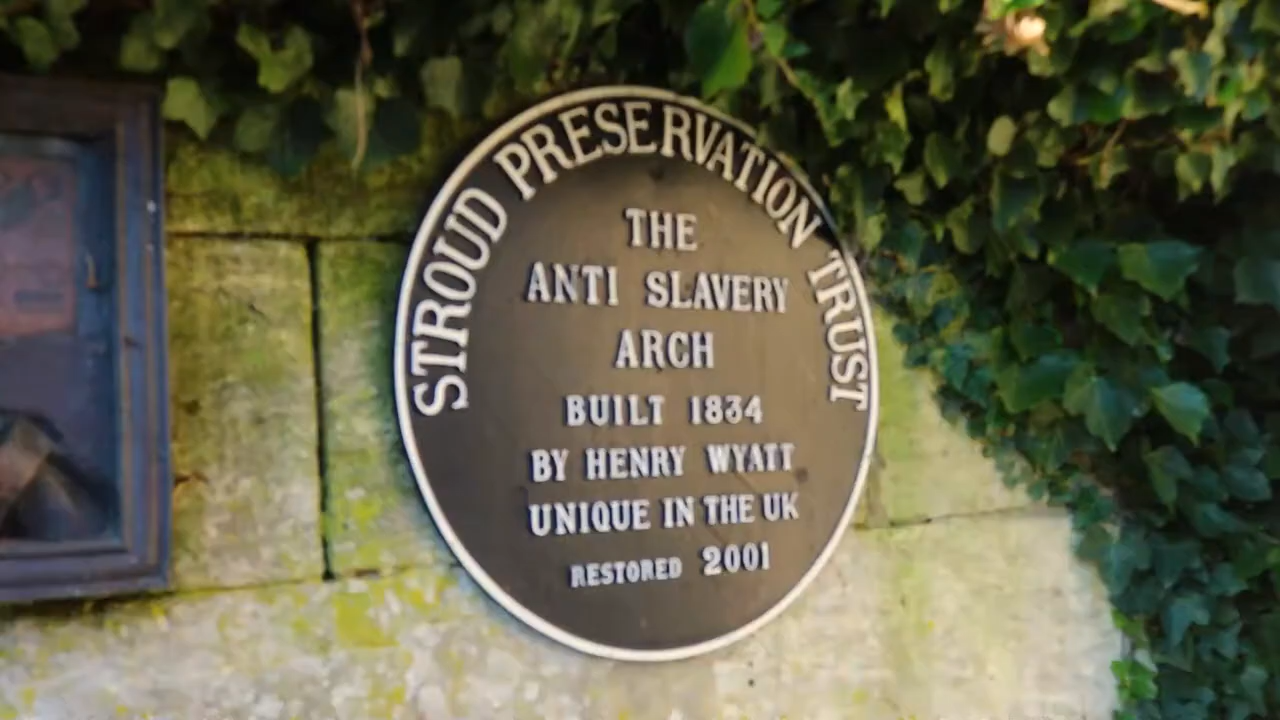 STROUD PRESERVATION TRUST
THE
ANTI SLAVERY
ARCH
BUILT 1834
BY HENRY WYATT
UNIQUE IN THE UK
RESTORED 2001